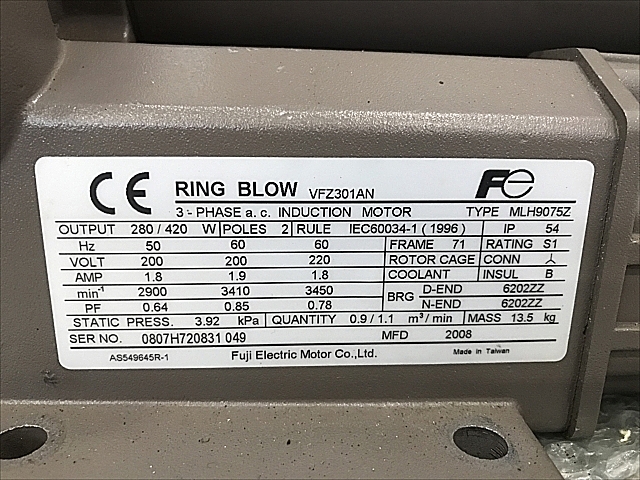 CE RING BLOW VFZ301AN Fe
3-PHASE a.c. INDUCTION MOTOR TYPE MLH9075Z
OUTPUT 280/420 W POLES 2 RULE IEC60034-1 (1996) IP 54
Hz 50 60 60 FRAME 71 RATING S1
VOLT 200 200 220 ROTOR CAGE CONN 人
AMP 1.8 1.9 1.8 COOLANT INSUL B
min-1 2900 3410 3450 BRG D-END 6202ZZ
PF 0.64 0.85 0.78 N-END 6202ZZ
STATIC PRESS. 3.92 kPa QUANTITY 0.9/1.1 m³/min MASS 13.5 kg
SER NO. 0807H720831 049 MFD 2008
AS549645R-1 Fuji Electric Motor Co.,Ltd. Made in Taiwan